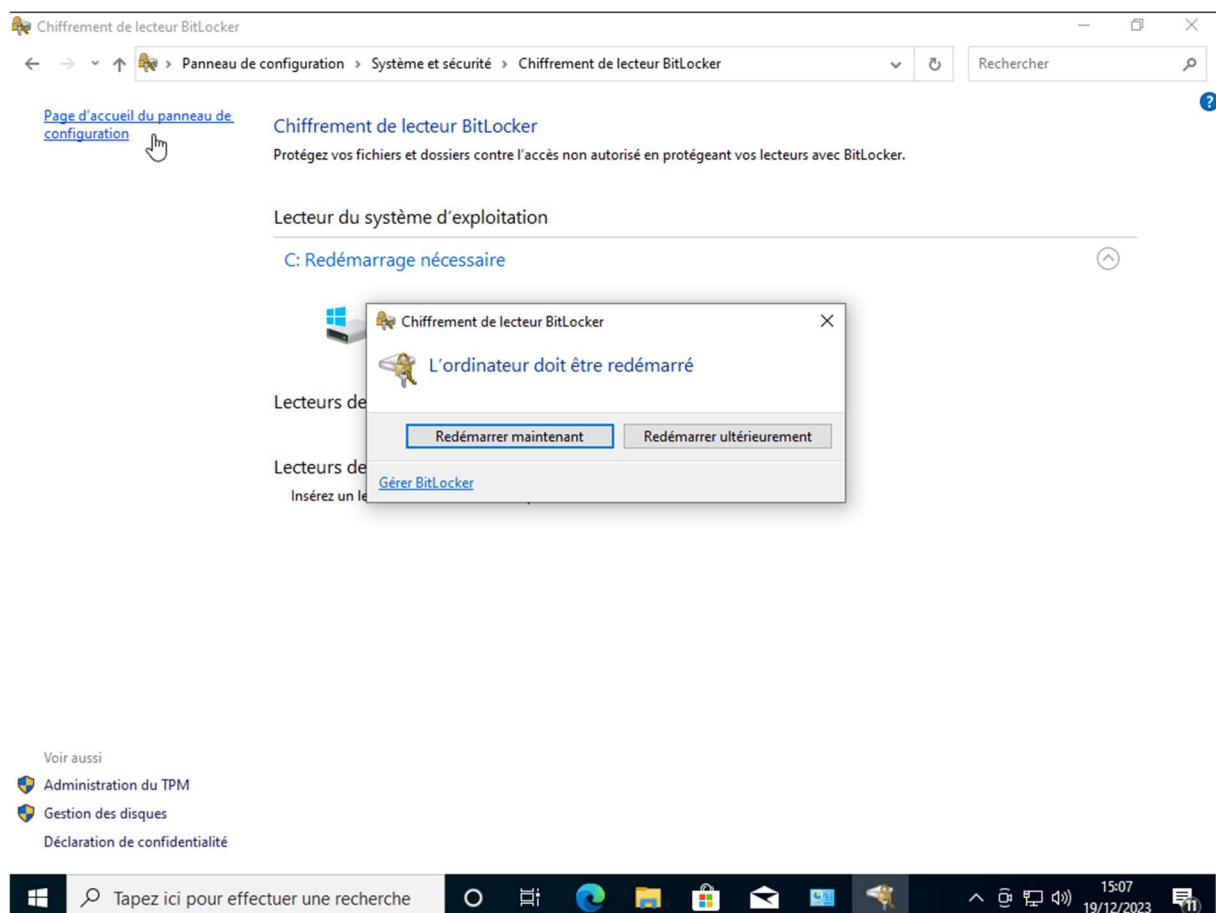 Chiffrement de lecteur BitLocker
Panneau de configuration > Système et sécurité > Chiffrement de lecteur BitLocker
Rechercher
Page d'accueil du panneau de
configuration
Chiffrement de lecteur BitLocker
Protégez vos fichiers et dossiers contre l'accès non autorisé en protégeant vos lecteurs avec BitLocker.
Lecteur du système d'exploitation
C: Redémarrage nécessaire
Chiffrement de lecteur BitLocker
L'ordinateur doit être redémarré
Lecteurs de
Redémarrer maintenant Redémarrer ultérieurement
Lecteurs de
Gérer BitLocker
Insérez un
Voir aussi
Administration du TPM
Gestion des disques
Déclaration de confidentialité
Tapez ici pour effectuer une recherche
15:07
19/12/2023
11